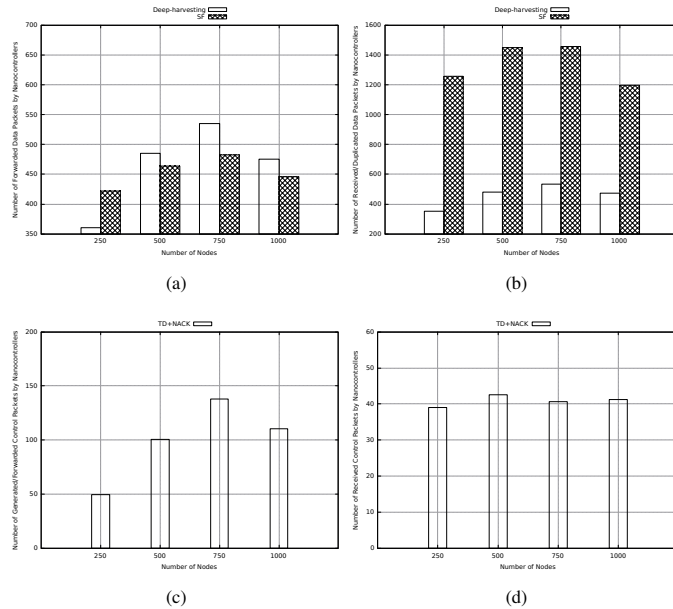 Deep-harvesting
SF
Number of Forwarded Data Packets by Nanocontrollers
700
650
600
550
500
450
400
350
250
500
750
1000
Number of Nodes
(a)
Deep-harvesting
SF
Number of Received/Duplicated Data Packets by Nanocontrollers
1600
1400
1200
1000
800
600
400
200
250
500
750
1000
Number of Nodes
(b)
TD+NACK
Number of Generated/Forwarded Control Packets by Nanocontrollers
200
150
100
50
0
250
500
750
1000
Number of Nodes
(c)
TD+NACK
Number of Received Control Packets by Nanocontrollers
60
50
40
30
20
10
0
250
500
750
1000
Number of Nodes
(d)